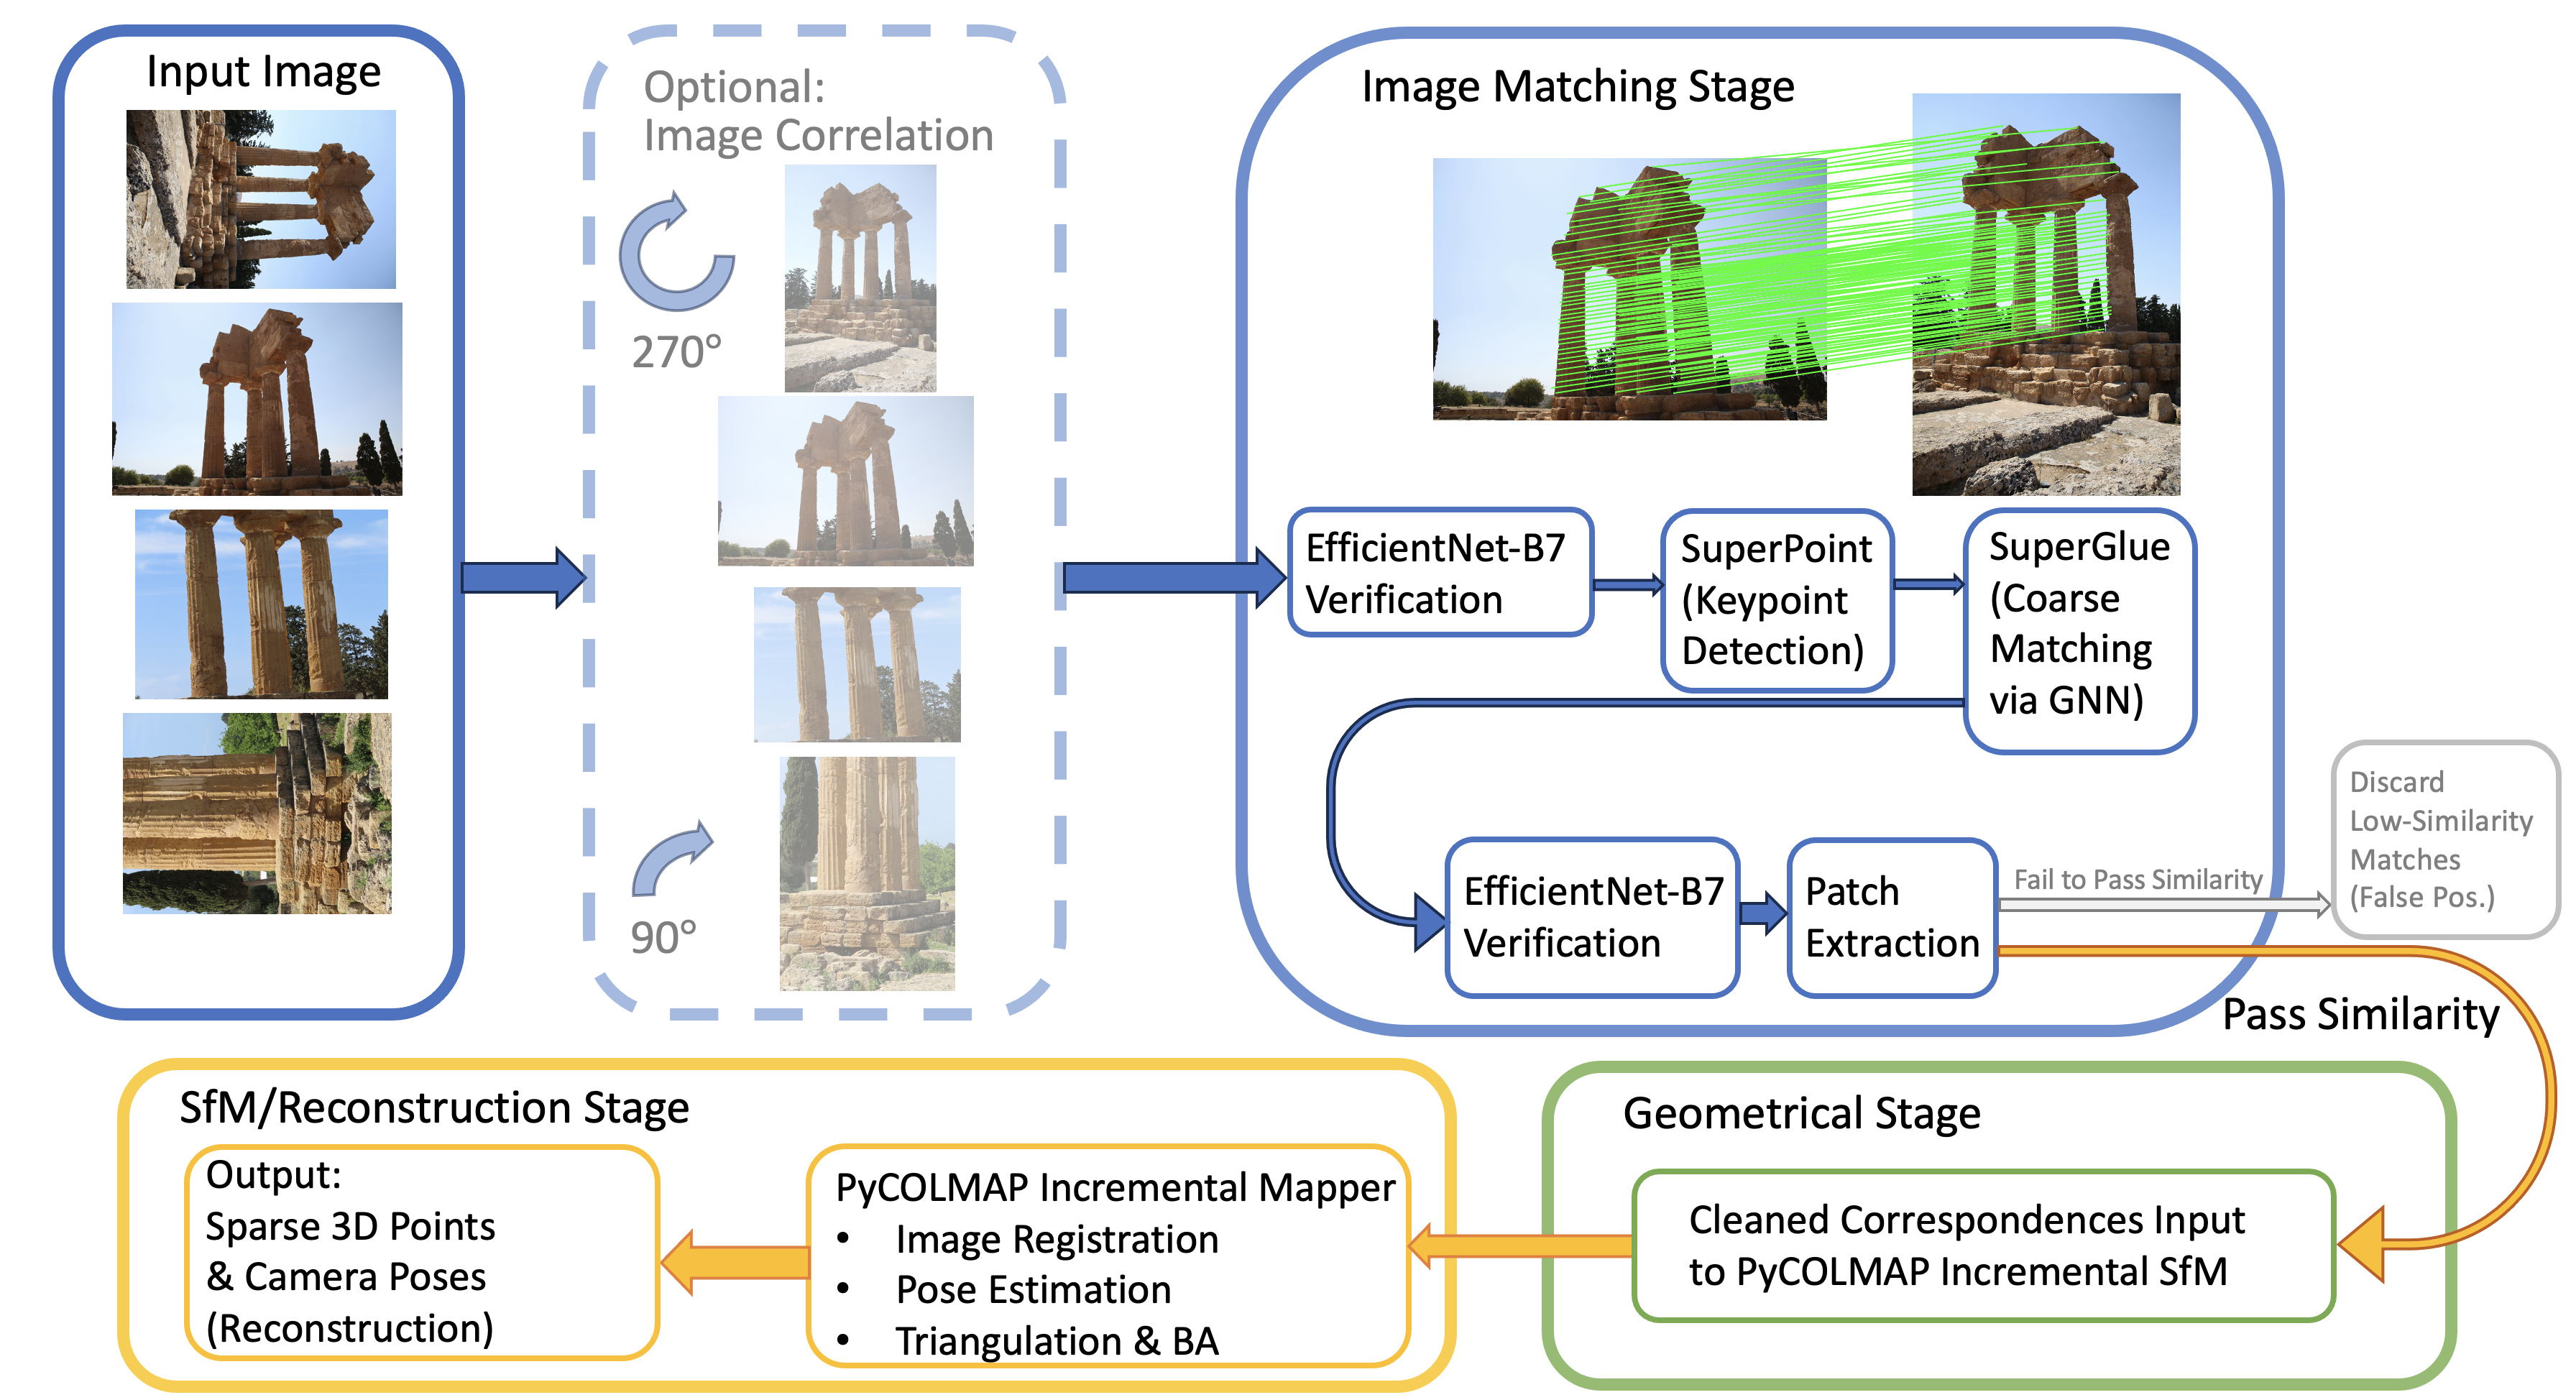 Input Image
Optional:
Image Correlation
270°
90°
Image Matching Stage
EfficientNet-B7
Verification
SuperPoint
(Keypoint
Detection)
SuperGlue
(Coarse
Matching
via GNN)
EfficientNet-B7
Verification
Patch
Extraction
Fail to Pass Similarity
Discard
Low-Similarity
Matches
(False Pos.)
Pass Similarity
Geometrical Stage
Cleaned Correspondences Input
to PyCOLMAP Incremental SfM
SfM/Reconstruction Stage
PyCOLMAP Incremental Mapper
• Image Registration
• Pose Estimation
• Triangulation & BA
Output:
Sparse 3D Points
& Camera Poses
(Reconstruction)